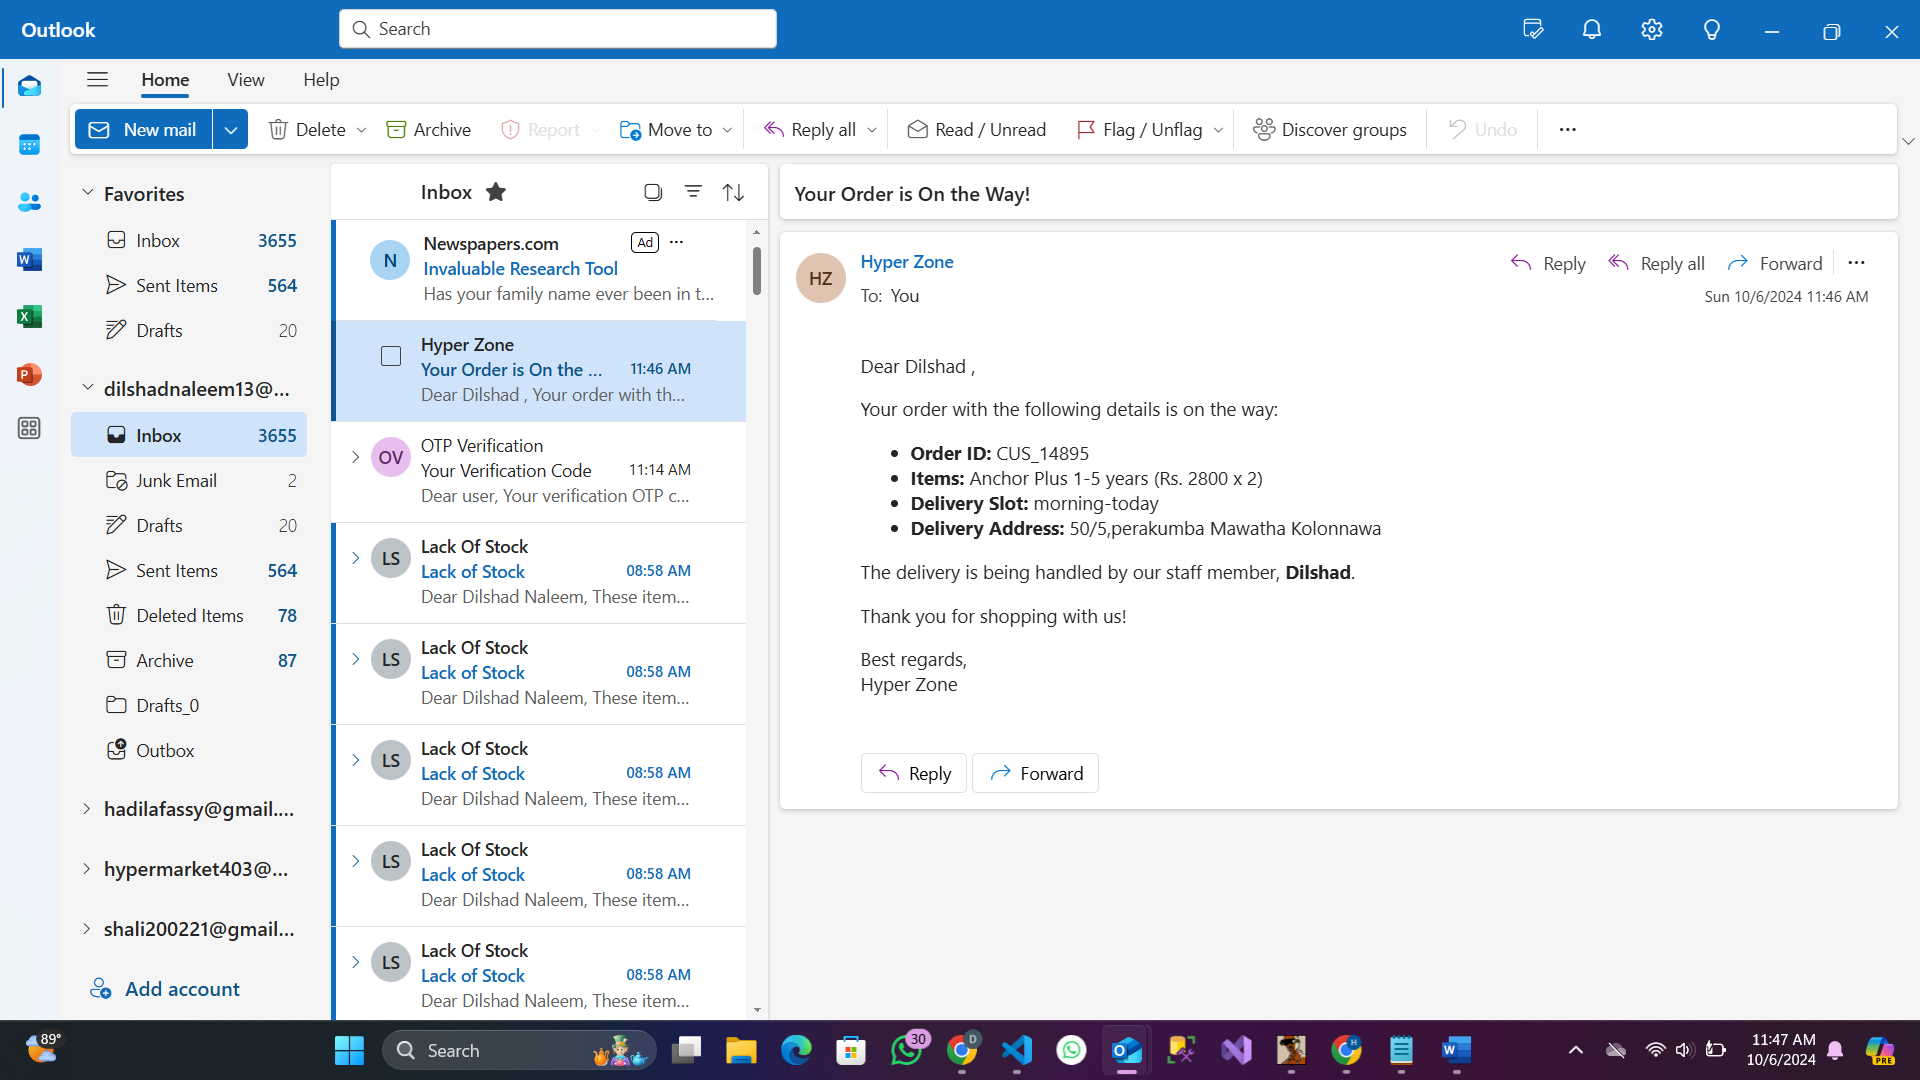 Outlook
Search
Home View Help
New mail Delete Archive Report Move to Reply all Read / Unread Flag / Unflag Discover groups Undo ...
Favorites
Inbox 3655
Sent Items 564
Drafts 20
dilshadnaleem13@...
Inbox 3655
Junk Email 2
Drafts 20
Sent Items 564
Deleted Items 78
Archive 87
Drafts_0
Outbox
hadilafassy@gmail....
hypermarket403@...
shali200221@gmail...
Add account
Inbox
N
Newspapers.com Ad ...
Invaluable Research Tool
Has your family name ever been in t...
Hyper Zone
Your Order is On the ... 11:46 AM
Dear Dilshad , Your order with th...
OV
OTP Verification
Your Verification Code 11:14 AM
Dear user, Your verification OTP c...
LS
Lack Of Stock
Lack of Stock 08:58 AM
Dear Dilshad Naleem, These item...
LS
Lack Of Stock
Lack of Stock 08:58 AM
Dear Dilshad Naleem, These item...
LS
Lack Of Stock
Lack of Stock 08:58 AM
Dear Dilshad Naleem, These item...
LS
Lack Of Stock
Lack of Stock 08:58 AM
Dear Dilshad Naleem, These item...
LS
Lack Of Stock
Lack of Stock 08:58 AM
Dear Dilshad Naleem, These item...
Your Order is On the Way!
HZ
Hyper Zone
Reply Reply all Forward ...
To: You
Sun 10/6/2024 11:46 AM
Dear Dilshad ,
Your order with the following details is on the way:
• Order ID: CUS_14895
• Items: Anchor Plus 1-5 years (Rs. 2800 x 2)
• Delivery Slot: morning-today
• Delivery Address: 50/5,perakumba Mawatha Kolonnawa
The delivery is being handled by our staff member, Dilshad.
Thank you for shopping with us!
Best regards,
Hyper Zone
Reply Forward
89°
Search
30
D
H
W
11:47 AM
10/6/2024
PRE